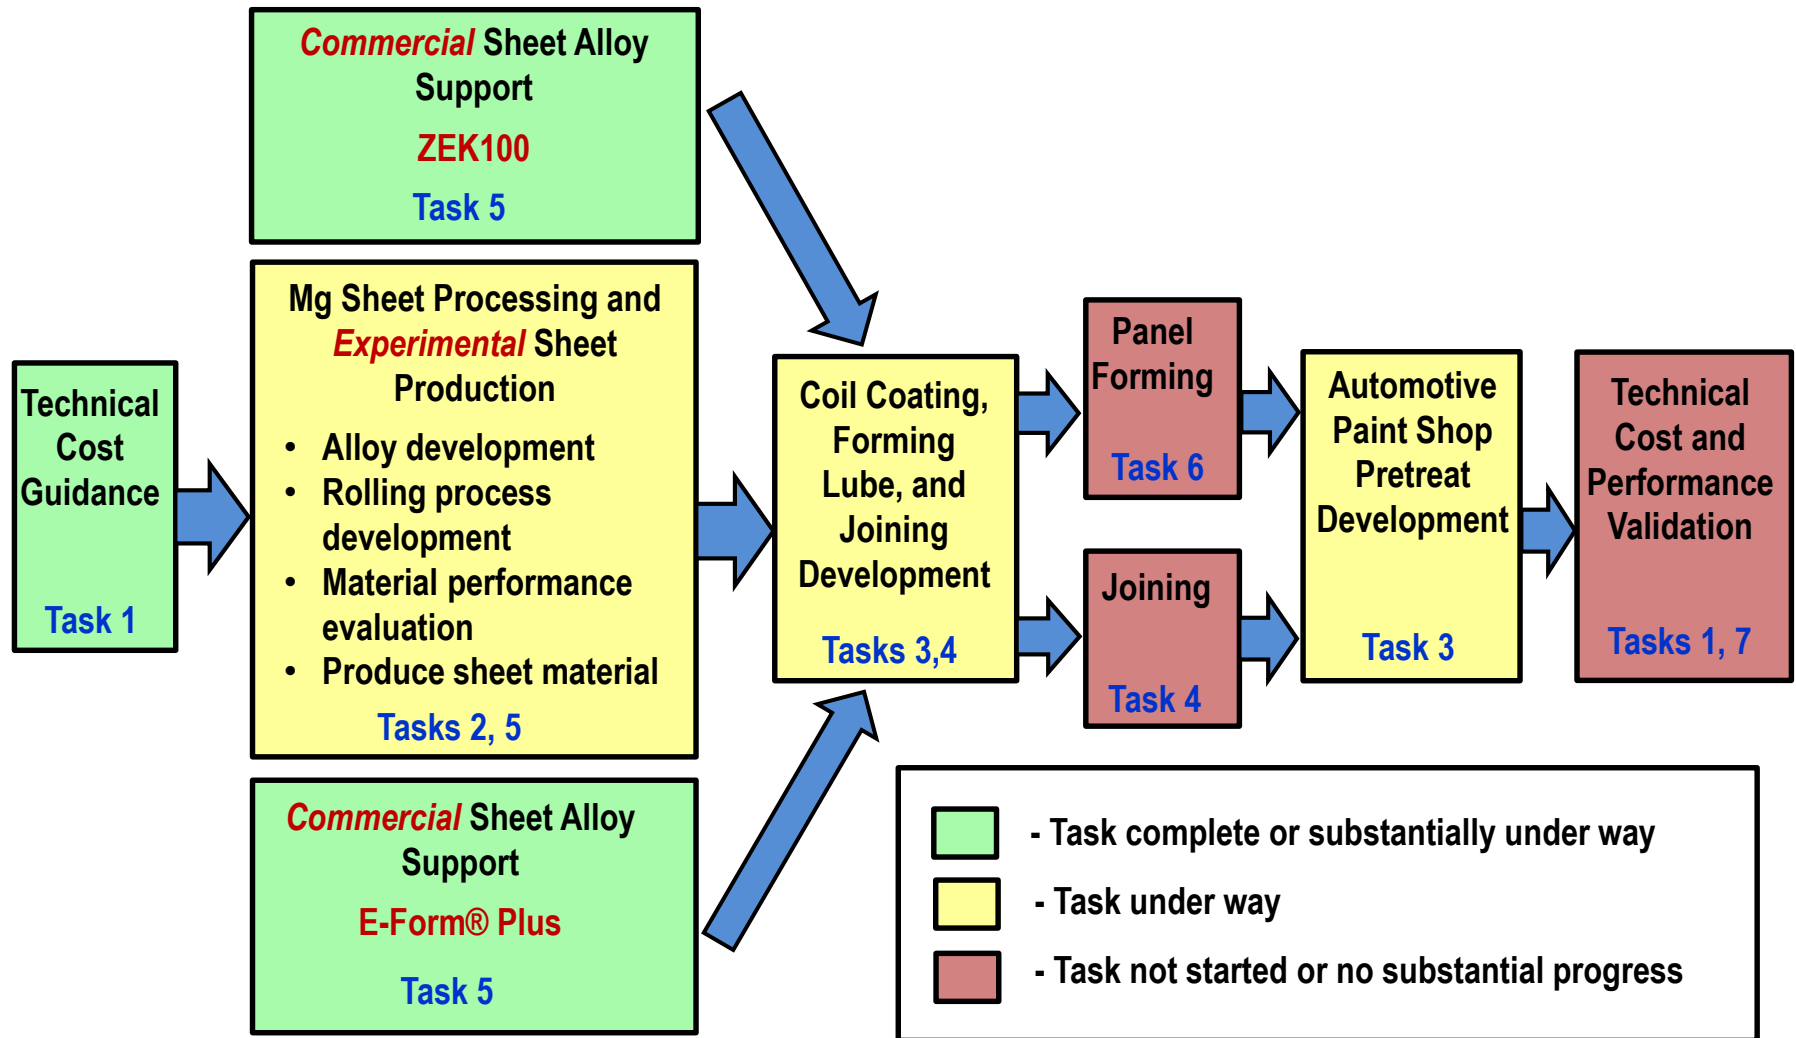 Commercial Sheet Alloy
Support
ZEK100
Task 5
Mg Sheet Processing and
Experimental Sheet
Production
• Alloy development
• Rolling process
development
• Material performance
evaluation
• Produce sheet material
Tasks 2, 5
Technical
Cost
Guidance
Task 1
Commercial Sheet Alloy
Support
E-Form® Plus
Task 5
Coil Coating,
Forming
Lube, and
Joining
Development
Tasks 3,4
Panel
Forming
Task 6
Joining
Task 4
Automotive
Paint Shop
Pretreat
Development
Task 3
Technical
Cost and
Performance
Validation
Tasks 1, 7
- Task complete or substantially under way
- Task under way
- Task not started or no substantial progress